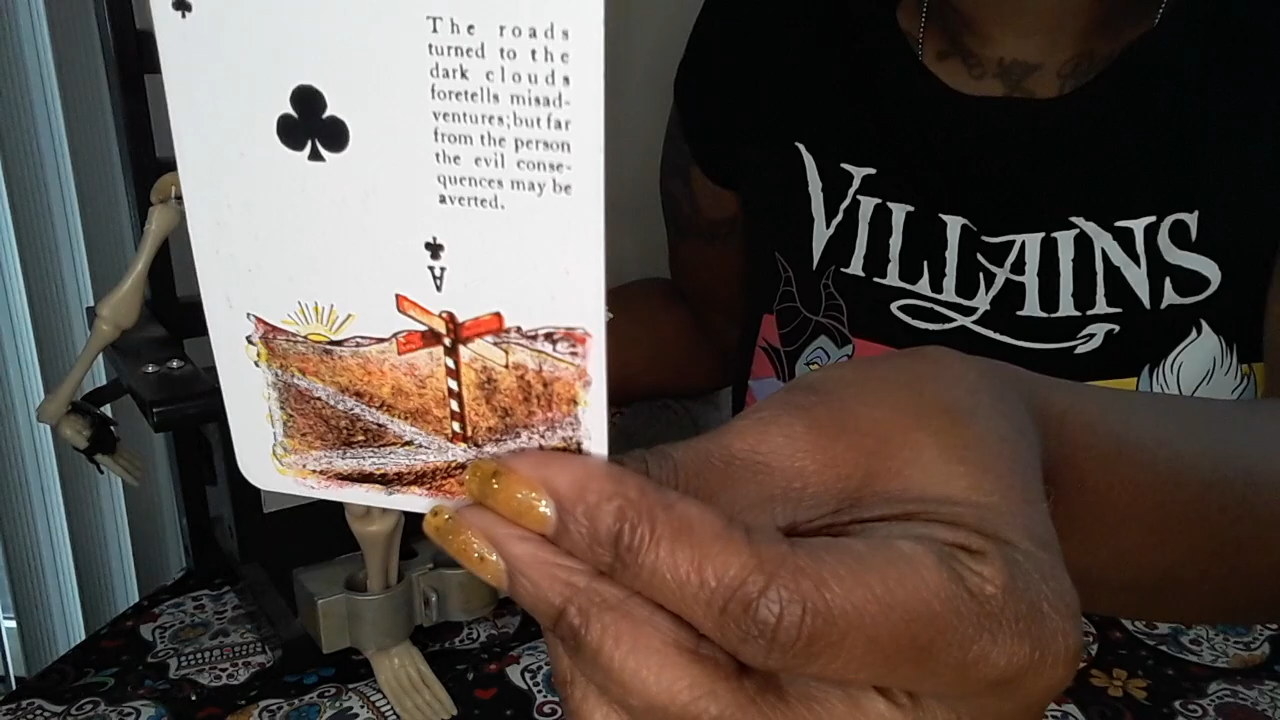 The roads
turned to the
dark clouds
foretells misad-
ventures; but far
from the person
the evil conse-
quences may be
averted.
A
VILLAINS